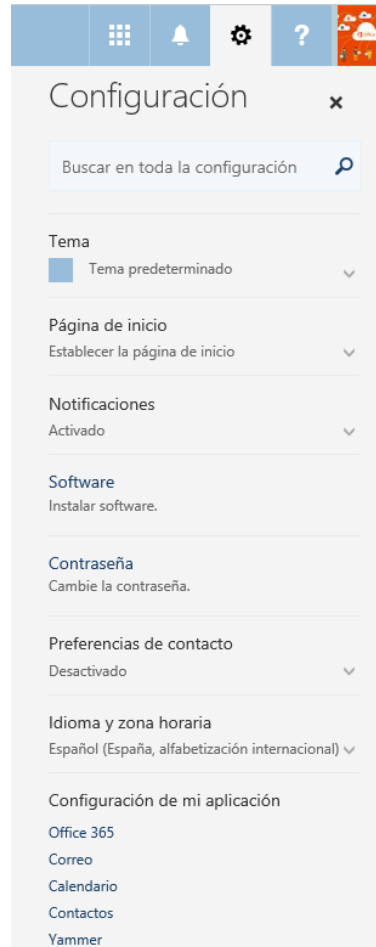 ?
Configuración
Buscar en toda la configuración
Tema
Tema predeterminado
Página de inicio
Establecer la página de inicio
Notificaciones
Activado
Software
Instalar software.
Contraseña
Cambie la contraseña.
Preferencias de contacto
Desactivado
Idioma y zona horaria
Español (España, alfabetización internacional)
Configuración de mi aplicación
Office 365
Correo
Calendario
Contactos
Yammer